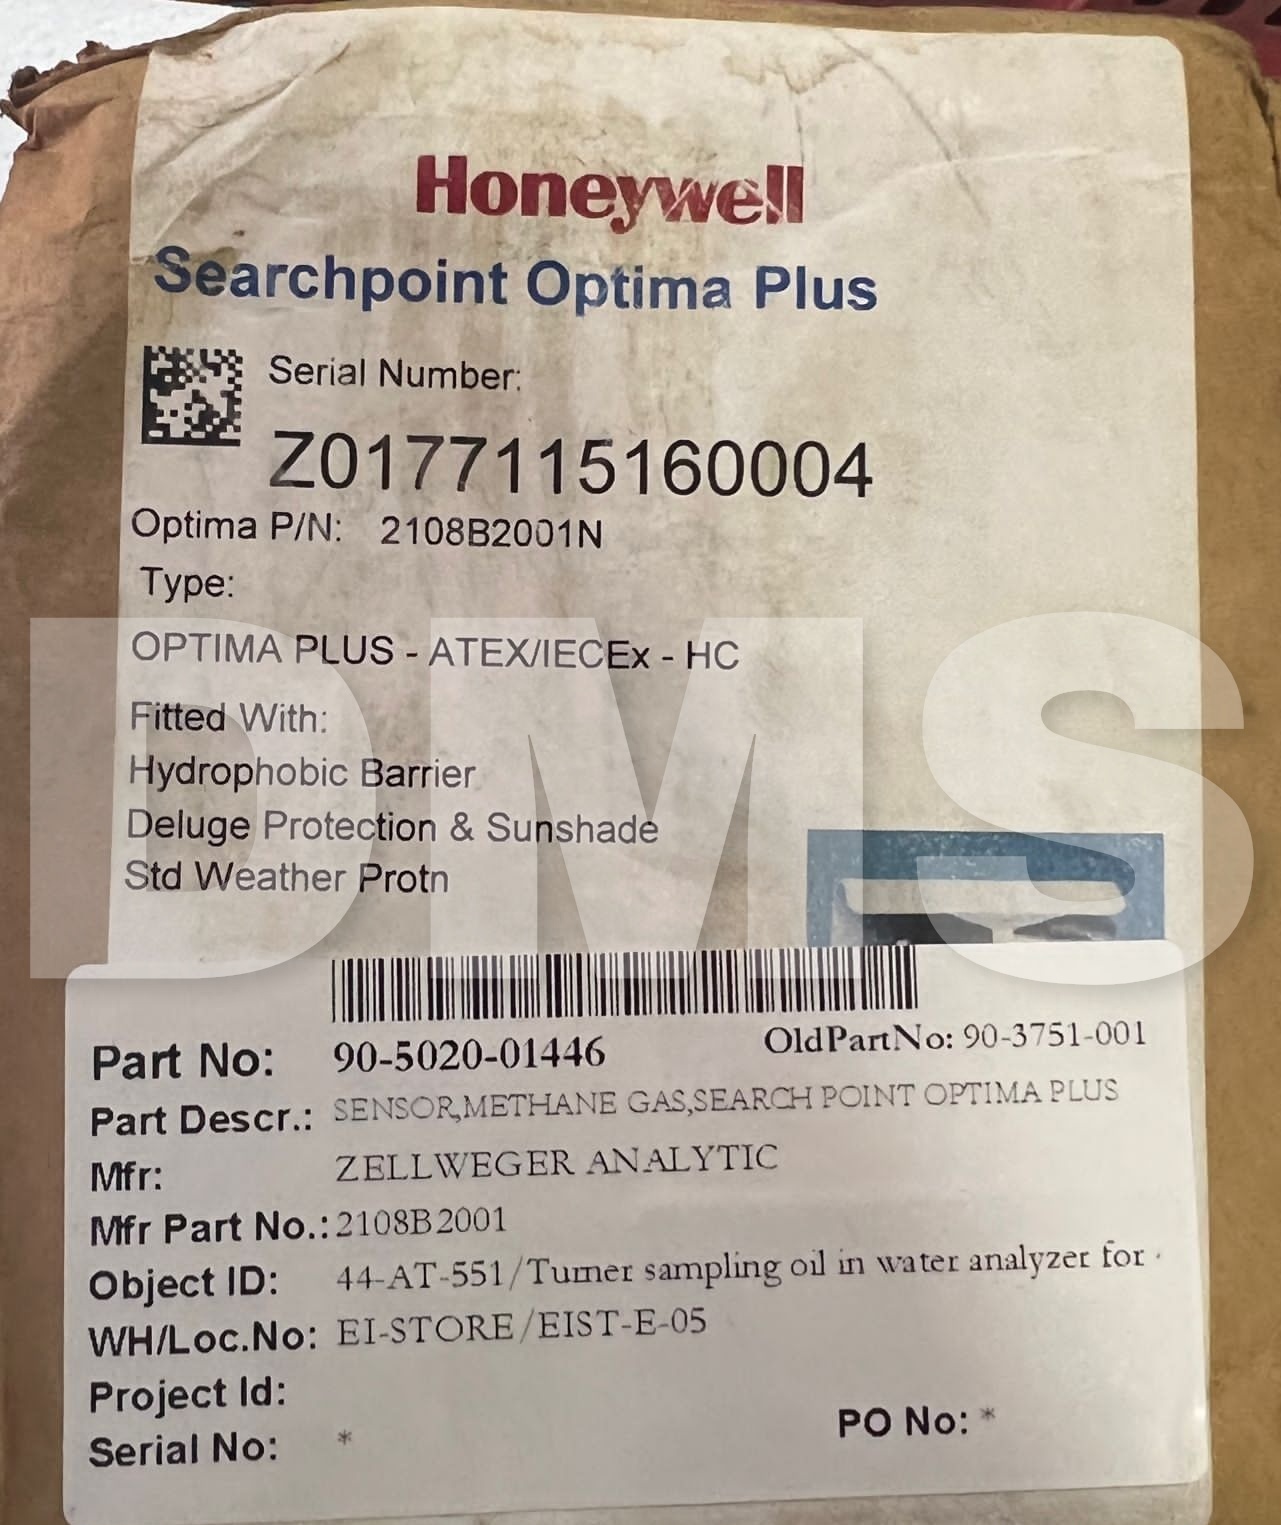 Honeywell
Searchpoint Optima Plus
Serial Number:
Z0177115160004
Optima P/N: 2108B2001N
Type:
OPTIMA PLUS - ATEX/IECEx - HC
Fitted With:
Hydrophobic Barrier
Deluge Protection & Sunshade
Std Weather Protn
DMS
Part No: 90-5020-01446 OldPartNo: 90-3751-001
Part Descr.: SENSOR,METHANE GAS,SEARCH POINT OPTIMA PLUS
Mfr: ZELLWEGER ANALYTIC
Mfr Part No.: 2108B2001
Object ID: 44-AT-551/Turner sampling oil in water analyzer for
WH/Loc.No: EI-STORE/EIST-E-05
Project Id:
Serial No: * PO No: *